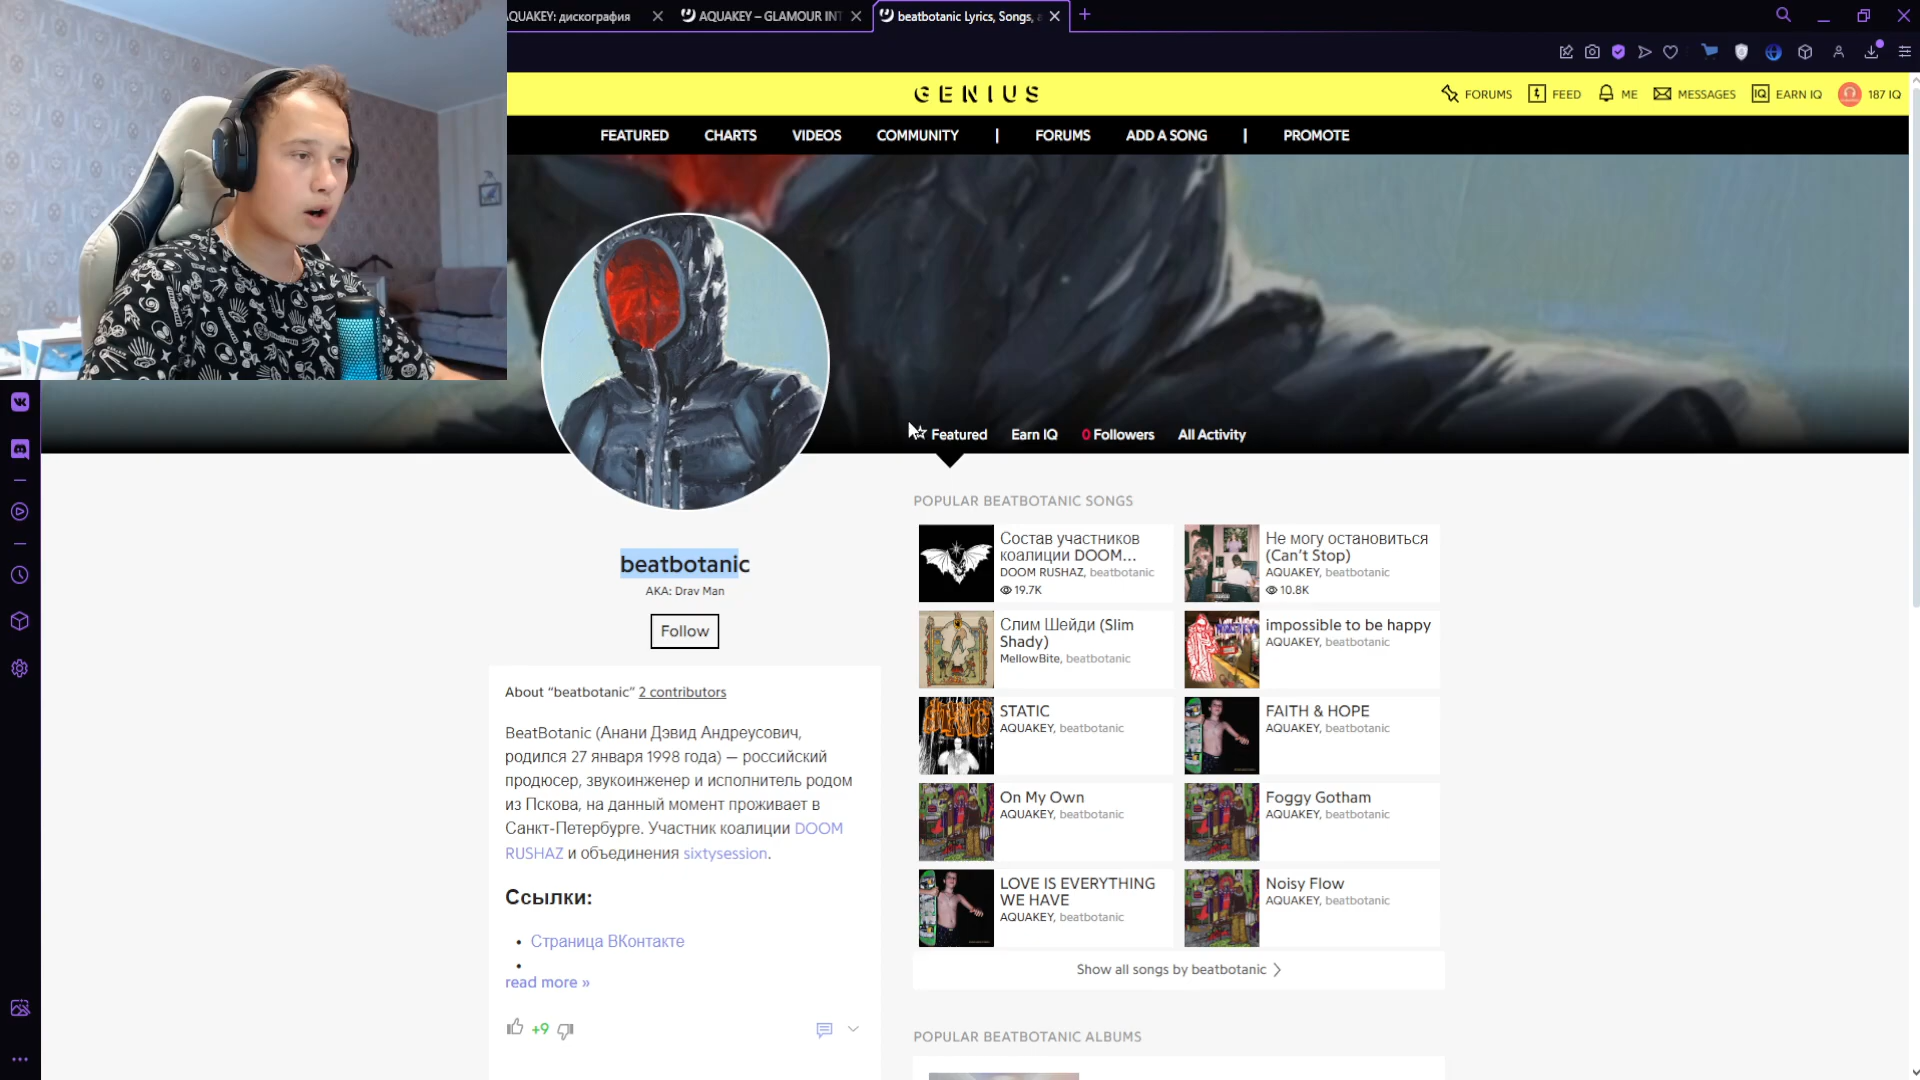 AQUAKEY: дискография
AQUAKEY – GLAMOUR INT
beatbotanic Lyrics, Songs, a
GENIUS
FORUMS
FEED
ME
MESSAGES
IQ
EARN IQ
187 IQ
FEATURED
CHARTS
VIDEOS
COMMUNITY
|
FORUMS
ADD A SONG
|
PROMOTE
Featured
Earn IQ
0 Followers
All Activity
beatbotanic
AKA: Drav Man
Follow
About “beatbotanic” 2 contributors
BeatBotanic (Анани Дэвид Андреусович,
родился 27 января 1998 года) — российский
продюсер, звукоинженер и исполнитель родом
из Пскова, на данный момент проживает в
Санкт-Петербурге. Участник коалиции DOOM
RUSHAZ и объединения sixtysession.
Ссылки:
• Страница ВКонтакте
•
read more »
+9
POPULAR BEATBOTANIC SONGS
Состав участников
коалиции DOOM...
DOOM RUSHAZ, beatbotanic
19.7K
Не могу остановиться
(Can’t Stop)
AQUAKEY, beatbotanic
10.8K
Слим Шейди (Slim
Shady)
MellowBite, beatbotanic
impossible to be happy
AQUAKEY, beatbotanic
STATIC
AQUAKEY, beatbotanic
FAITH & HOPE
AQUAKEY, beatbotanic
On My Own
AQUAKEY, beatbotanic
Foggy Gotham
AQUAKEY, beatbotanic
LOVE IS EVERYTHING
WE HAVE
AQUAKEY, beatbotanic
Noisy Flow
AQUAKEY, beatbotanic
Show all songs by beatbotanic
POPULAR BEATBOTANIC ALBUMS